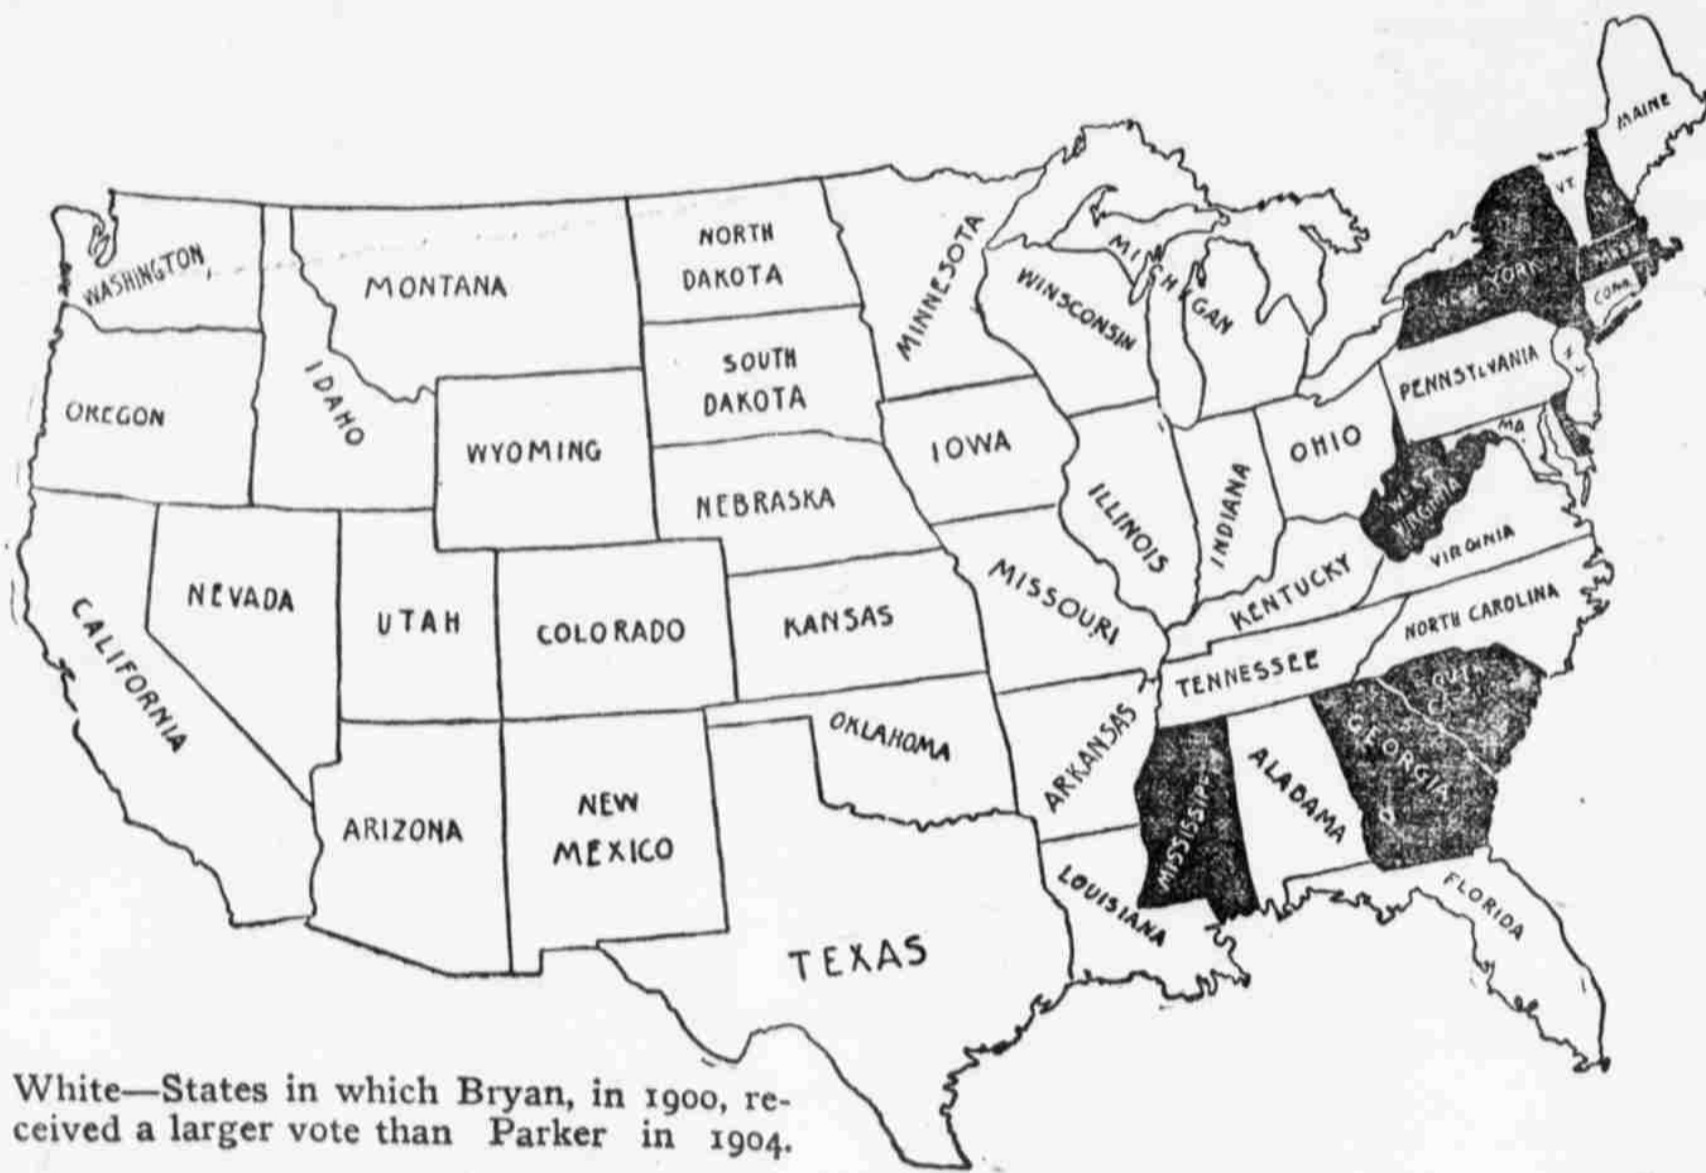 MAINE
VT.
MASS
CONN.
NEW YORK
WASHINGTON
MONTANA
NORTH
DAKOTA
MINNESOTA
MICHIGAN
WINSCONSIN
OREGON
IDAHO
SOUTH
DAKOTA
WYOMING
IOWA
PENNSYLVANIA
N
OHIO
MA.
NEBRASKA
ILLINOIS
INDIANA
WEST
VIRGINIA
VIRGINIA
KENTUCKY
CALIFORNIA
NEVADA
UTAH
COLORADO
KANSAS
MISSOURI
NORTH CAROLINA
TENNESSEE
SOUTH
OKLAHOMA
ARKANSAS
GEORGIA
MISSISSIPPI
ALABAMA
ARIZONA
NEW
MEXICO
LOUISIANA
FLORIDA
TEXAS
White—States in which Bryan, in 1900, re-
ceived a larger vote than Parker in 1904.